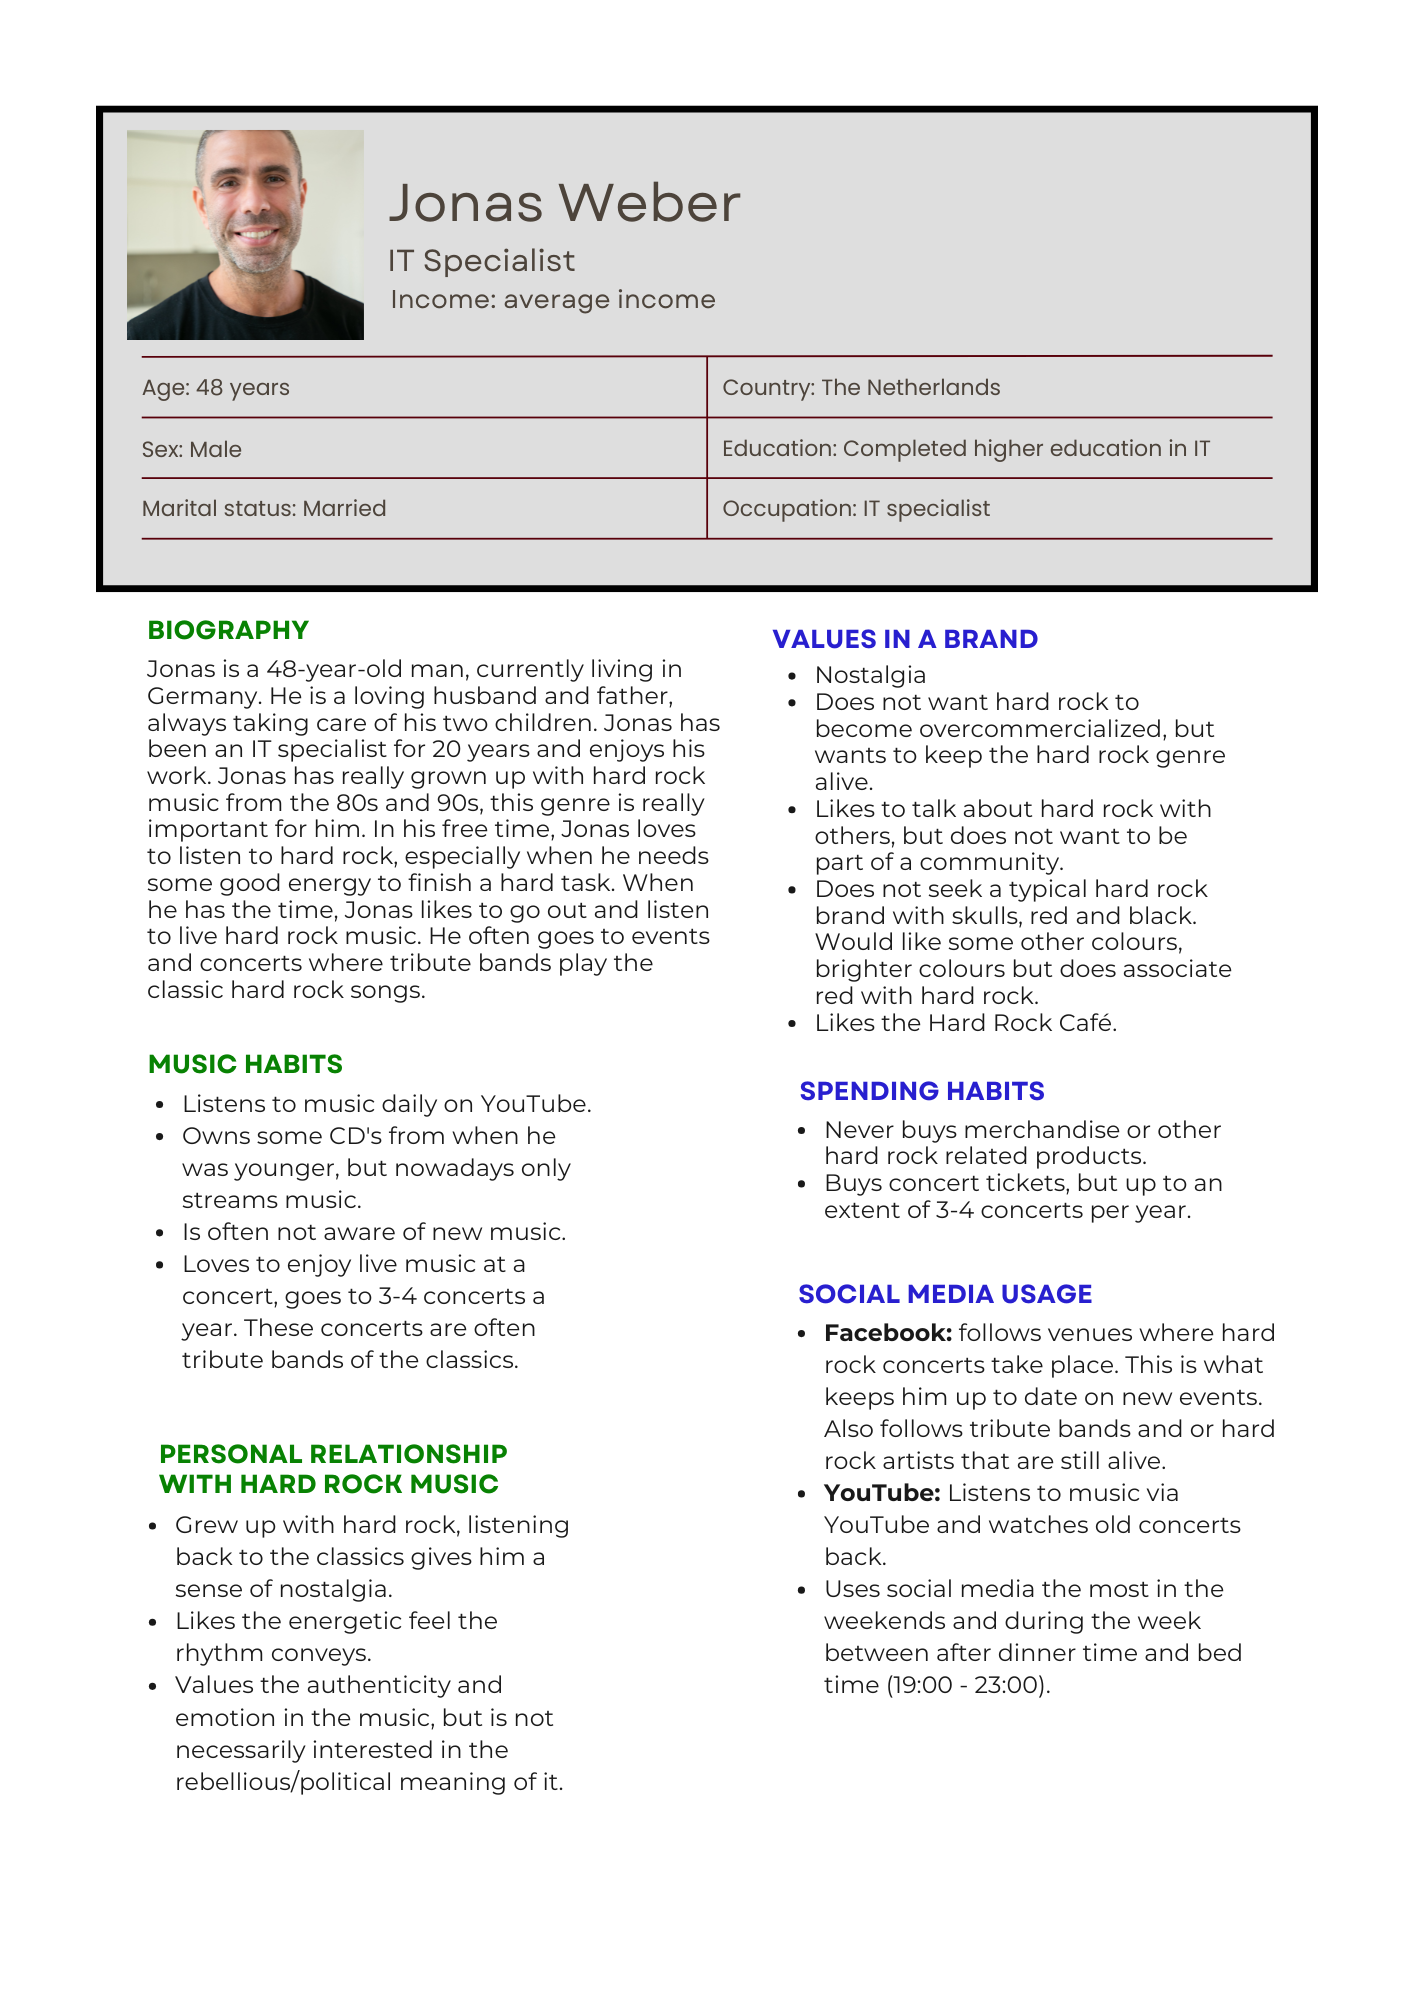 Jonas Weber
IT Specialist
Income: average income
Age: 48 years
Country: The Netherlands
Sex: Male
Education: Completed higher education in IT
Marital status: Married
Occupation: IT specialist
BIOGRAPHY
Jonas is a 48-year-old man, currently living in
Germany. He is a loving husband and father,
always taking care of his two children. Jonas has
been an IT specialist for 20 years and enjoys his
work. Jonas has really grown up with hard rock
music from the 80s and 90s, this genre is really
important for him. In his free time, Jonas loves
to listen to hard rock, especially when he needs
some good energy to finish a hard task. When
he has the time, Jonas likes to go out and listen
to live hard rock music. He often goes to events
and concerts where tribute bands play the
classic hard rock songs.
MUSIC HABITS
• Listens to music daily on YouTube.
• Owns some CD's from when he
was younger, but nowadays only
streams music.
• Is often not aware of new music.
• Loves to enjoy live music at a
concert, goes to 3-4 concerts a
year. These concerts are often
tribute bands of the classics.
PERSONAL RELATIONSHIP
WITH HARD ROCK MUSIC
• Grew up with hard rock, listening
back to the classics gives him a
sense of nostalgia.
• Likes the energetic feel the
rhythm conveys.
• Values the authenticity and
emotion in the music, but is not
necessarily interested in the
rebellious/political meaning of it.
VALUES IN A BRAND
• Nostalgia
• Does not want hard rock to
become overcommercialized, but
wants to keep the hard rock genre
alive.
• Likes to talk about hard rock with
others, but does not want to be
part of a community.
• Does not seek a typical hard rock
brand with skulls, red and black.
Would like some other colours,
brighter colours but does associate
red with hard rock.
• Likes the Hard Rock Café.
SPENDING HABITS
• Never buys merchandise or other
hard rock related products.
• Buys concert tickets, but up to an
extent of 3-4 concerts per year.
SOCIAL MEDIA USAGE
• Facebook: follows venues where hard
rock concerts take place. This is what
keeps him up to date on new events.
Also follows tribute bands and or hard
rock artists that are still alive.
• YouTube: Listens to music via
YouTube and watches old concerts
back.
• Uses social media the most in the
weekends and during the week
between after dinner time and bed
time (19:00 - 23:00).